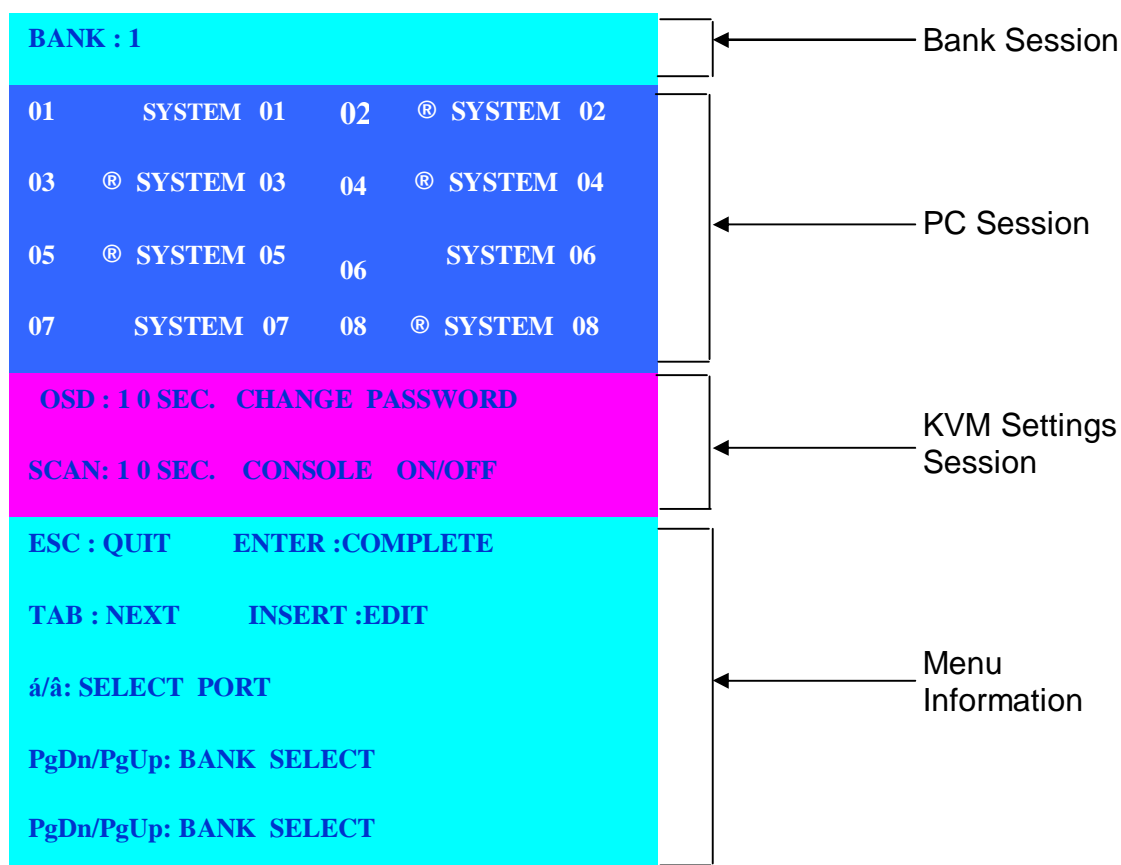 BANK : 1
Bank Session
01 SYSTEM 01 02 ® SYSTEM 02
03 ® SYSTEM 03 04 ® SYSTEM 04
PC Session
05 ® SYSTEM 05 06 SYSTEM 06
07 SYSTEM 07 08 ® SYSTEM 08
OSD : 1 0 SEC. CHANGE PASSWORD
KVM Settings
Session
SCAN: 1 0 SEC. CONSOLE ON/OFF
ESC : QUIT ENTER :COMPLETE
TAB : NEXT INSERT :EDIT
Menu
Information
á/â: SELECT PORT
PgDn/PgUp: BANK SELECT
PgDn/PgUp: BANK SELECT